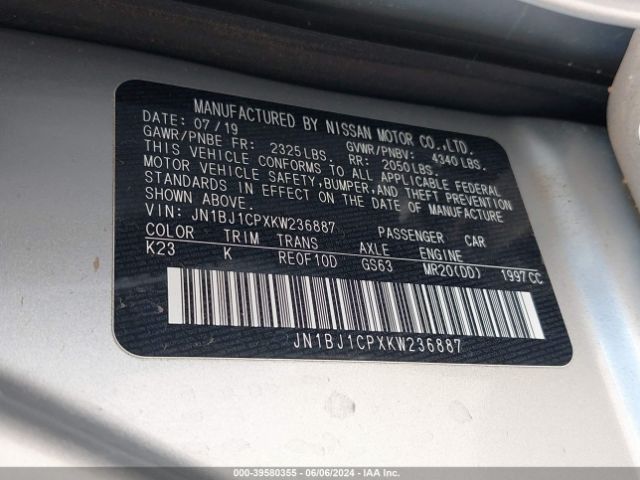 MANUFACTURED BY NISSAN MOTOR CO.,LTD.
DATE: 07/19 GVWR/PNBV: 4340 LBS.
GAWR/PNBE FR: 2325 LBS. RR: 2050 LBS.
THIS VEHICLE CONFORMS TO ALL APPLICABLE FEDERAL
MOTOR VEHICLE SAFETY, BUMPER, AND THEFT PREVENTION
STANDARDS IN EFFECT ON THE DATE OF MANUFACTURE
SHOWN ABOVE.
VIN: JN1BJ1CPXKW236887 PASSENGER CAR
COLOR TRIM TRANS AXLE ENGINE
K23 K RE0F10D GS63 MR20(DD) 1997CC
JN1BJ1CPXKW236887
000-39580355 - 06/06/2024 - IAA Inc.